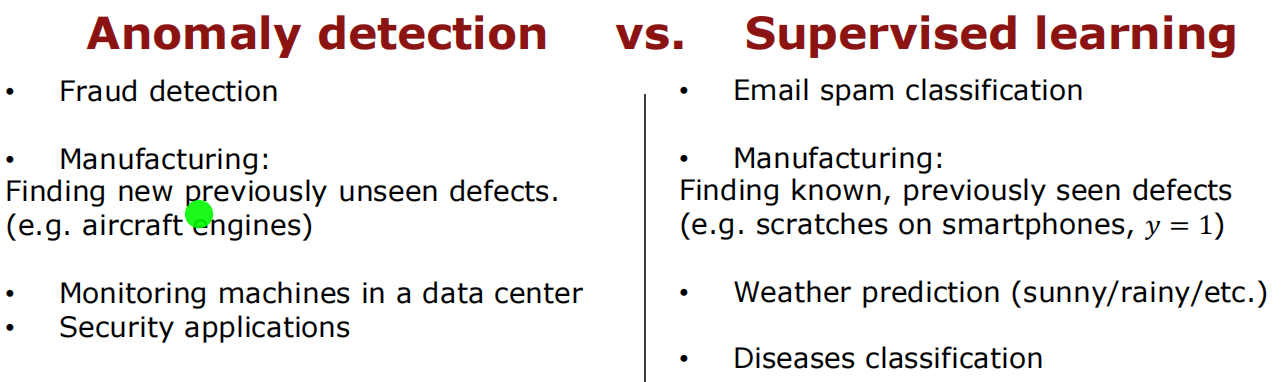 Anomaly detection vs. Supervised learning
• Fraud detection
• Manufacturing:
Finding new previously unseen defects.
(e.g. aircraft engines)
• Monitoring machines in a data center
• Security applications
• Email spam classification
• Manufacturing:
Finding known, previously seen defects
(e.g. scratches on smartphones, y = 1)
• Weather prediction (sunny/rainy/etc.)
• Diseases classification